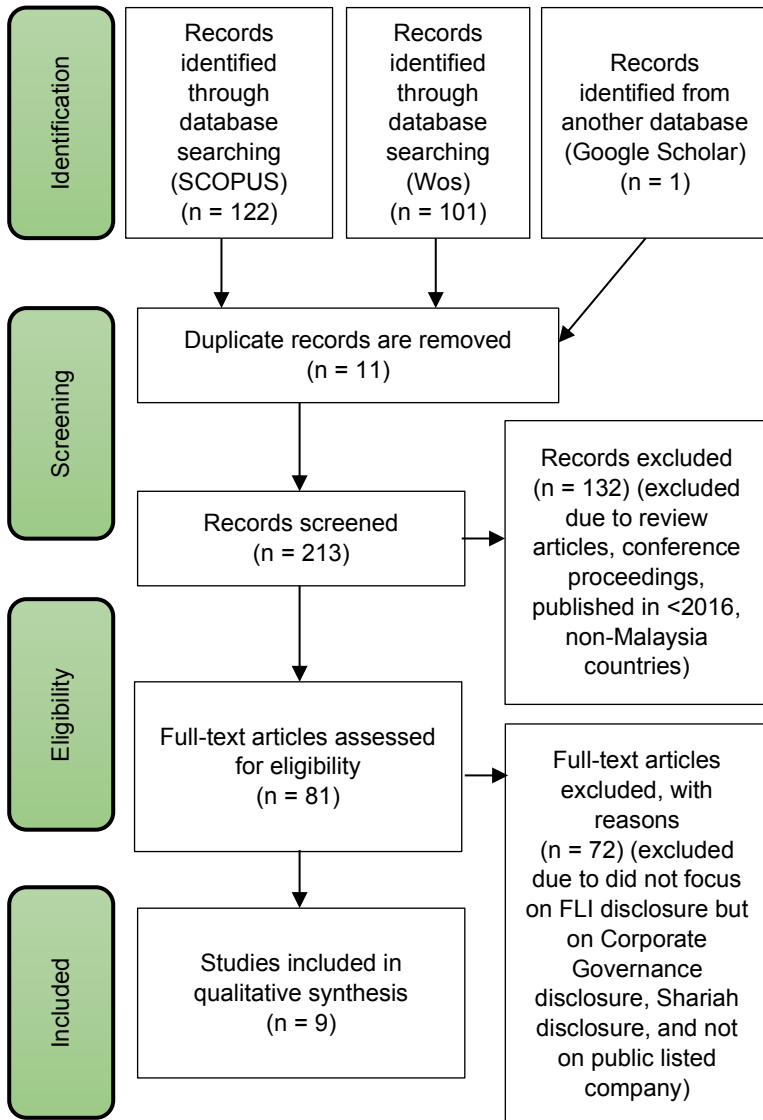 Identification
Records
identified
through
database
searching
(SCOPUS)
(n = 122)
Records
identified
through
database
searching
(Wos)
(n = 101)
Records
identified from
another database
(Google Scholar)
(n = 1)
Screening
Duplicate records are removed
(n = 11)
Records screened
(n = 213)
Records excluded
(n = 132) (excluded
due to review
articles, conference
proceedings,
published in <2016,
non-Malaysia
countries)
Eligibility
Full-text articles assessed
for eligibility
(n = 81)
Full-text articles
excluded, with
reasons
(n = 72) (excluded
due to did not focus
on FLI disclosure but
on Corporate
Governance
disclosure, Shariah
disclosure, and not
on public listed
company)
Included
Studies included in
qualitative synthesis
(n = 9)